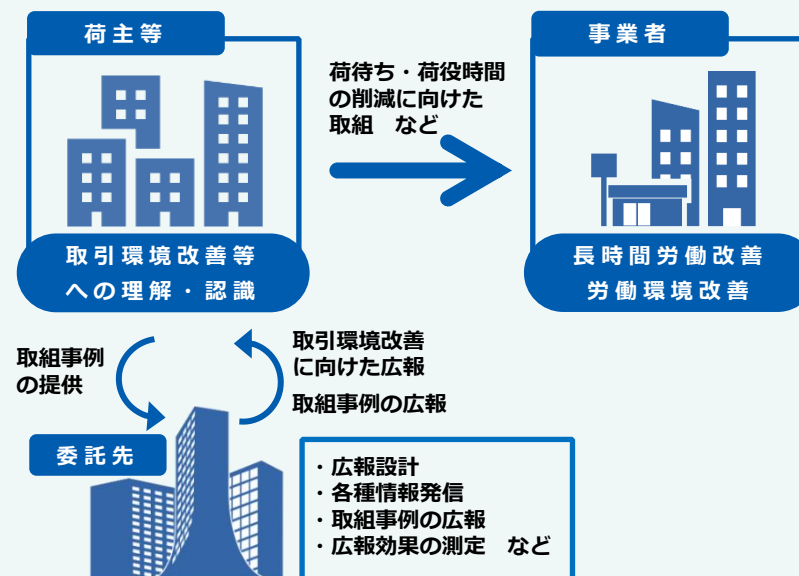 荷主等
事業者
荷待ち・荷役時間
の削減に向けた
取組　など
取引環境改善等
への理解・認識
長時間労働改善
労働環境改善
取組事例
の提供
取引環境改善
に向けた広報
取組事例の広報
委託先
・広報設計
・各種情報発信
・取組事例の広報
・広報効果の測定　など